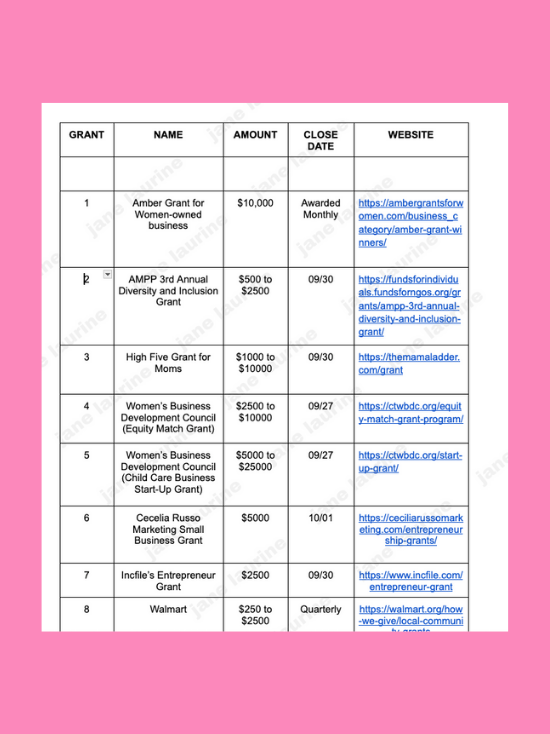 GRANT NAME AMOUNT CLOSE DATE WEBSITE
1 Amber Grant for Women-owned business $10,000 Awarded Monthly https://ambergrantsforwomen.com/business_category/amber-grant-winners/
2 AMPP 3rd Annual Diversity and Inclusion Grant $500 to $2500 09/30 https://fundsforindividuals.fundsforngos.org/grants/ampp-3rd-annual-diversity-and-inclusion-grant/
3 High Five Grant for Moms $1000 to $10000 09/30 https://themamaladder.com/grant
4 Women's Business Development Council (Equity Match Grant) $2500 to $10000 09/27 https://ctwbdc.org/equity-match-grant-program/
5 Women's Business Development Council (Child Care Business Start-Up Grant) $5000 to $25000 09/27 https://ctwbdc.org/start-up-grant/
6 Cecelia Russo Marketing Small Business Grant $5000 10/01 https://ceciliarussomarketing.com/entrepreneurship-grants/
7 Incfile's Entrepreneur Grant $2500 09/30 https://www.incfile.com/entrepreneur-grant
8 Walmart $250 to $2500 Quarterly https://walmart.org/how-we-give/local-community-grants
jane laurine